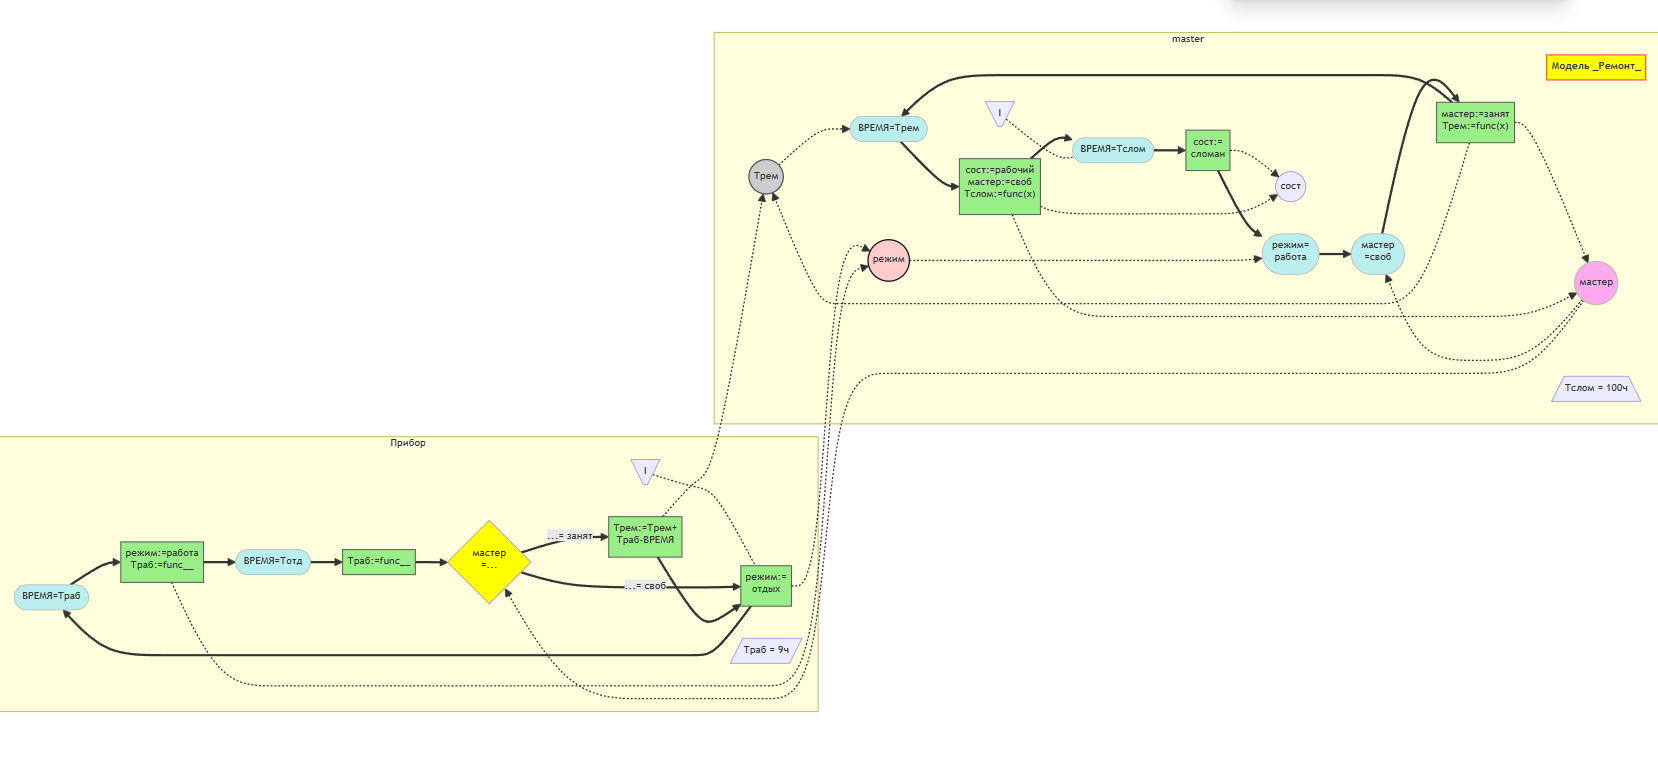 master
Модель _Ремонт_
I
мастер:=занят
Трем:=func(x)
ВРЕМЯ=Трем
ВРЕМЯ=Тслом
сост:=
сломан
Трем
сост:=рабочий
мастер:=своб
Тслом:=func(x)
сост
режим
режим=
работа
мастер
=своб
мастер
Тслом = 100ч
Прибор
I
Трем:=Трем+
Траб-ВРЕМЯ
...= занят
режим:=работа
Траб:=func__
ВРЕМЯ=Тотд
Траб:=func__
мастер
=...
...= своб
режим:=
отдых
ВРЕМЯ=Траб
Траб = 9ч